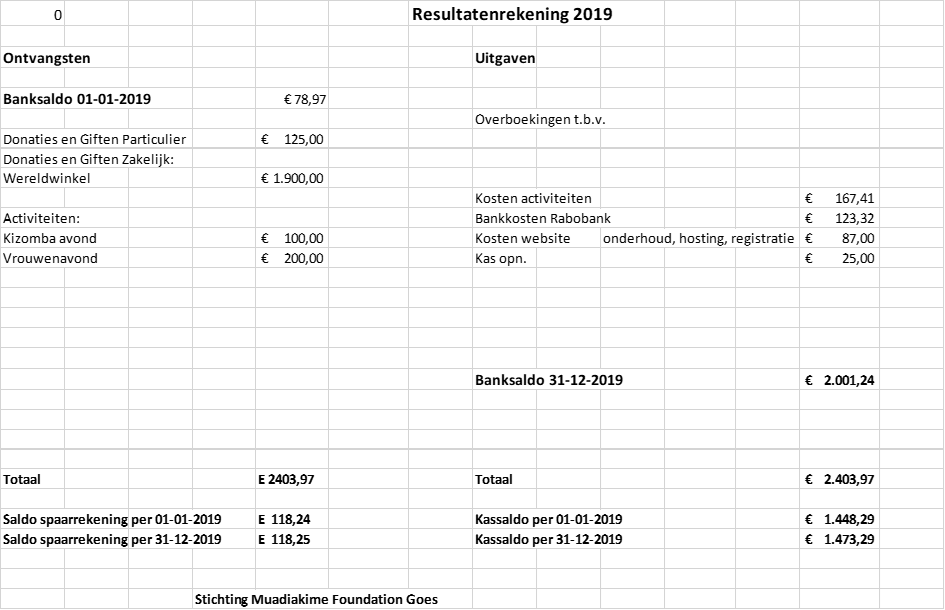 0 Resultatenrekening 2019
Ontvangsten Uitgaven
Banksaldo 01-01-2019 € 78,97
Overboekingen t.b.v.
Donaties en Giften Particulier € 125,00
Donaties en Giften Zakelijk:
Wereldwinkel € 1.900,00
Kosten activiteiten € 167,41
Activiteiten: Bankkosten Rabobank € 123,32
Kizomba avond € 100,00 Kosten website onderhoud, hosting, registratie € 87,00
Vrouwenavond € 200,00 Kas opn. € 25,00
Banksaldo 31-12-2019 € 2.001,24
Totaal E 2403,97 Totaal € 2.403,97
Saldo spaarrekening per 01-01-2019 E 118,24 Kassaldo per 01-01-2019 € 1.448,29
Saldo spaarrekening per 31-12-2019 E 118,25 Kassaldo per 31-12-2019 € 1.473,29
Stichting Muadiakime Foundation Goes